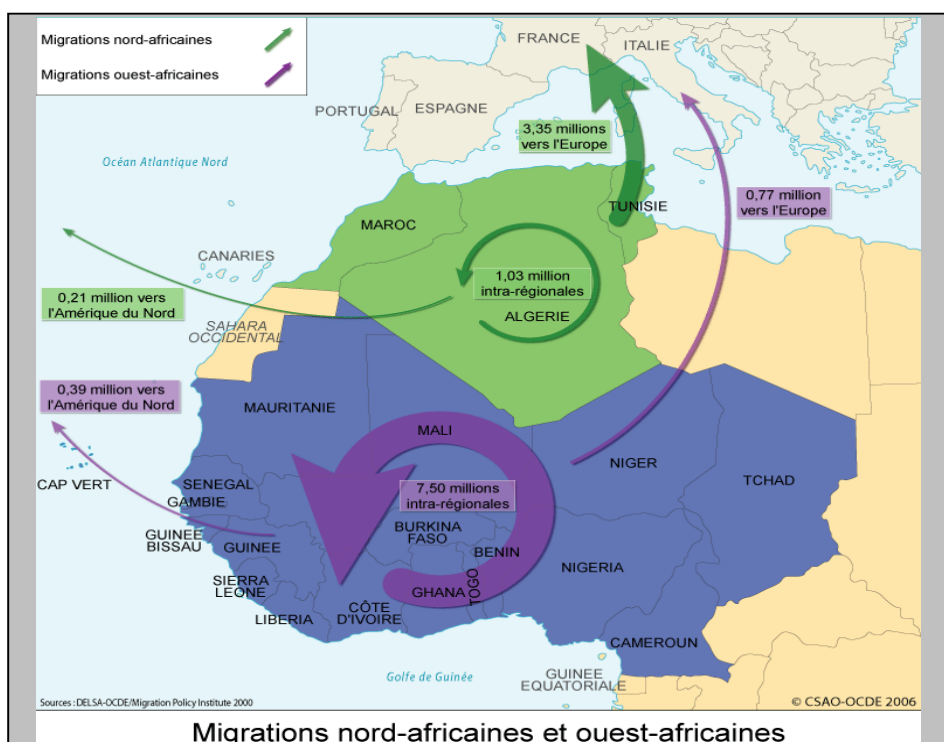 Migrations nord-africaines
Migrations ouest-africaines
FRANCE
ITALIE
PORTUGAL
ESPAGNE
3,35 millions
vers l'Europe
Océan Atlantique Nord
0,77 million
vers l'Europe
TUNISIE
MAROC
CANARIES
1,03 million
intra-régionales
ALGERIE
0,21 million vers
l'Amérique du Nord
SAHARA
OCCIDENTAL
0,39 million vers
l'Amérique du Nord
MAURITANIE
MALI
NIGER
TCHAD
CAP VERT
SENEGAL
GAMBIE
7,50 millions
intra-régionales
GUINEE
BISSAU
GUINEE
BURKINA
FASO
BENIN
NIGERIA
SIERRA
LEONE
GHANA
TOGO
LIBERIA
CÔTE
D'IVOIRE
CAMEROUN
Golfe de Guinée
GUINEE
EQUATORIALE
Sources : DELSA-OCDE/Migration Policy Institute 2000
© CSAO-OCDE 2006
Migrations nord-africaines et ouest-africaines